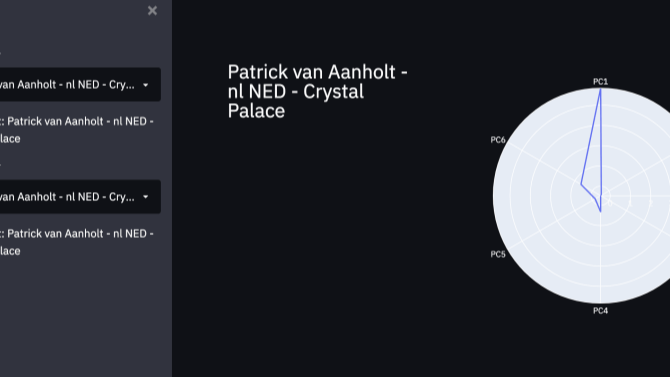 ×
van Aanholt - nl NED - Cry...
: Patrick van Aanholt - nl NED -
lace
van Aanholt - nl NED - Cry...
: Patrick van Aanholt - nl NED -
lace
Patrick van Aanholt -
nl NED - Crystal
Palace
PC1
PC6
PC5
PC4